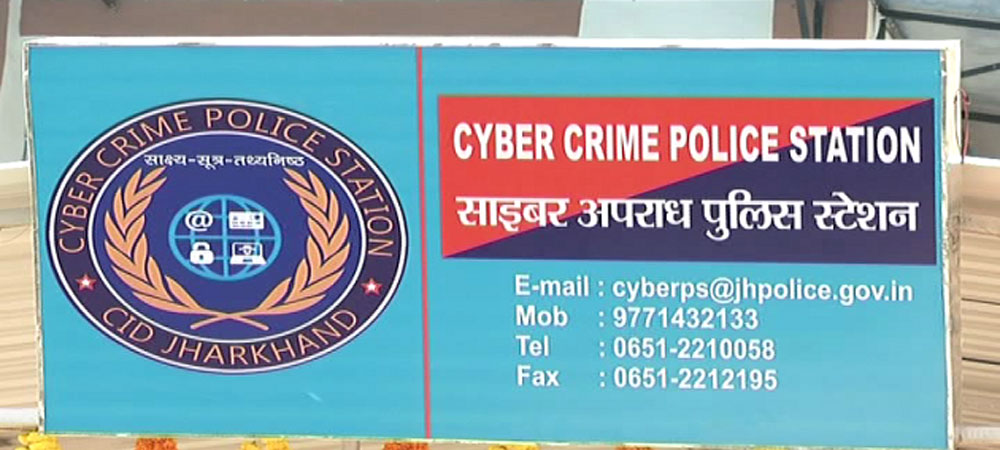 CYBER CRIME POLICE STATION
साक्ष्य-सूत्र-तथ्यनिष्ठ
@
CID JHARKHAND
CYBER CRIME POLICE STATION
साइबर अपराध पुलिस स्टेशन
E-mail : cyberps@jhpolice.gov.in
Mob : 9771432133
Tel : 0651-2210058
Fax : 0651-2212195